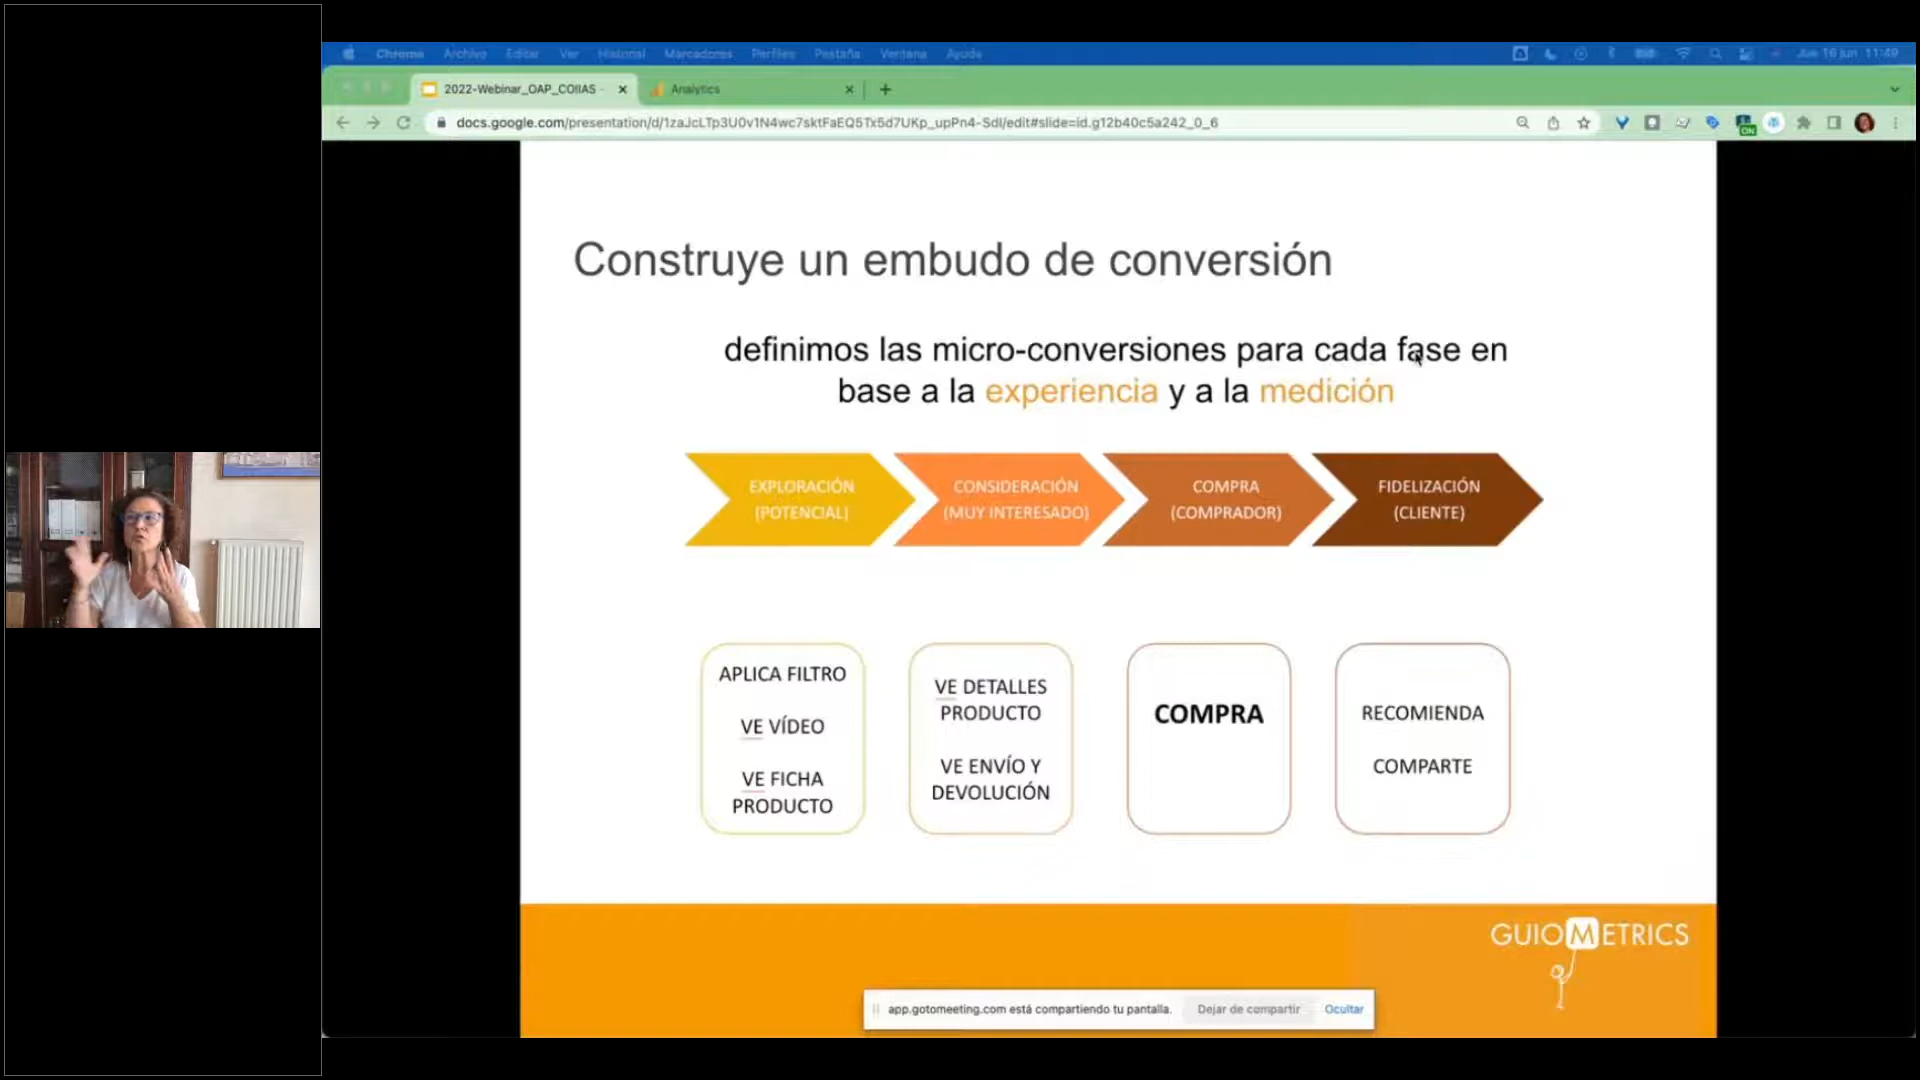 Chrome Archivo Editar Ver Historial Marcadores Perfiles Pestaña Ventana Ayuda
Jue 16 jun 11:49
2022-Webinar_OAP_COIIAS -
Analytics
docs.google.com/presentation/d/1zaJcLTp3U0v1N4wc7sktFaEQ5Tx5d7UKp_upPn4-SdI/edit#slide=id.g12b40c5a242_0_6
ON
Construye un embudo de conversión
definimos las micro-conversiones para cada fase en
base a la experiencia y a la medición
EXPLORACIÓN
(POTENCIAL)
CONSIDERACIÓN
(MUY INTERESADO)
COMPRA
(COMPRADOR)
FIDELIZACIÓN
(CLIENTE)
APLICA FILTRO
VE VÍDEO
VE FICHA
PRODUCTO
VE DETALLES
PRODUCTO
VE ENVÍO Y
DEVOLUCIÓN
COMPRA
RECOMIENDA
COMPARTE
GUIOMETRICS
app.gotomeeting.com está compartiendo tu pantalla.
Dejar de compartir
Ocultar